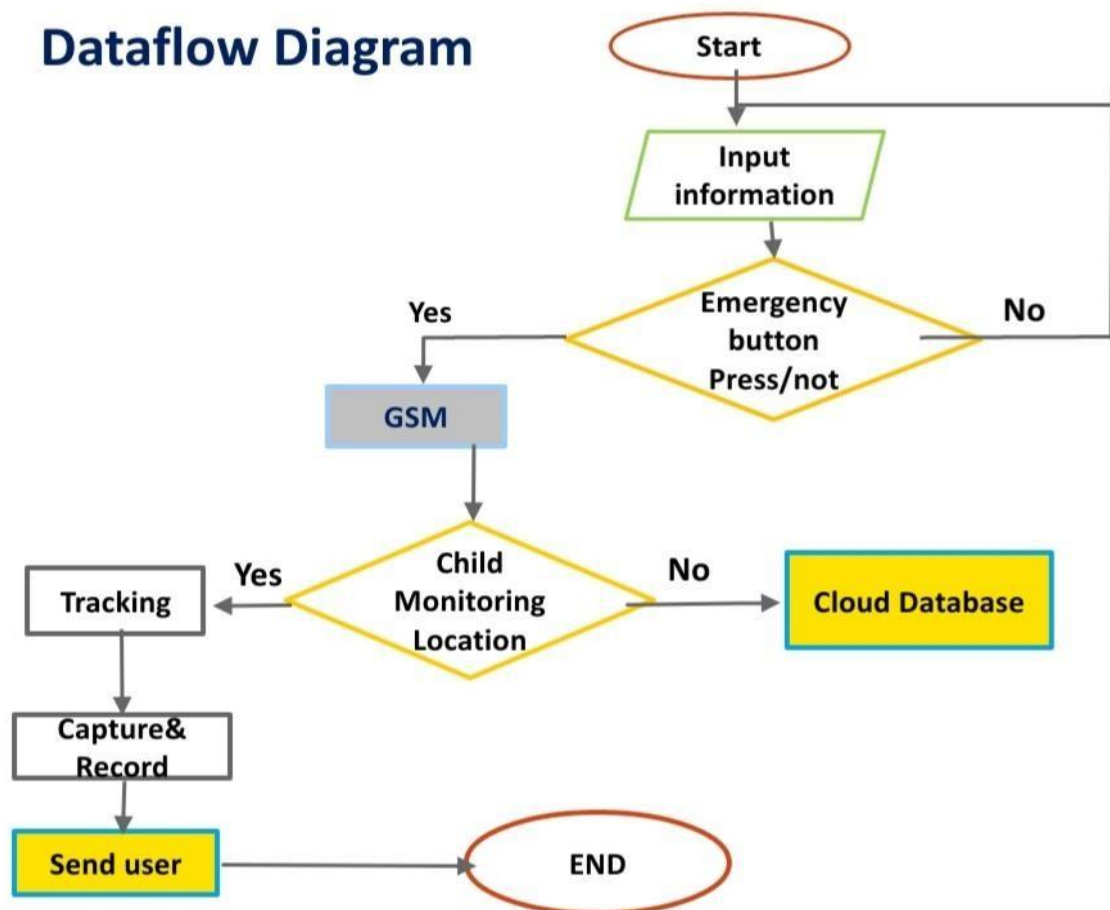 Dataflow Diagram
Start
Input
information
Emergency
button
Press/not
Yes
No
GSM
Child
Monitoring
Location
Yes
No
Tracking
Cloud Database
Capture&
Record
Send user
END